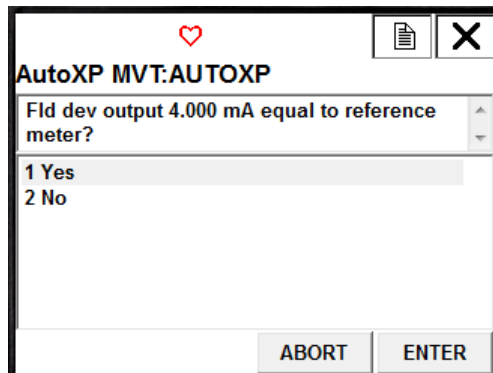 AutoXP MVT:AUTOXP
Fld dev output 4.000 mA equal to reference
meter?
1 Yes
2 No
ABORT ENTER